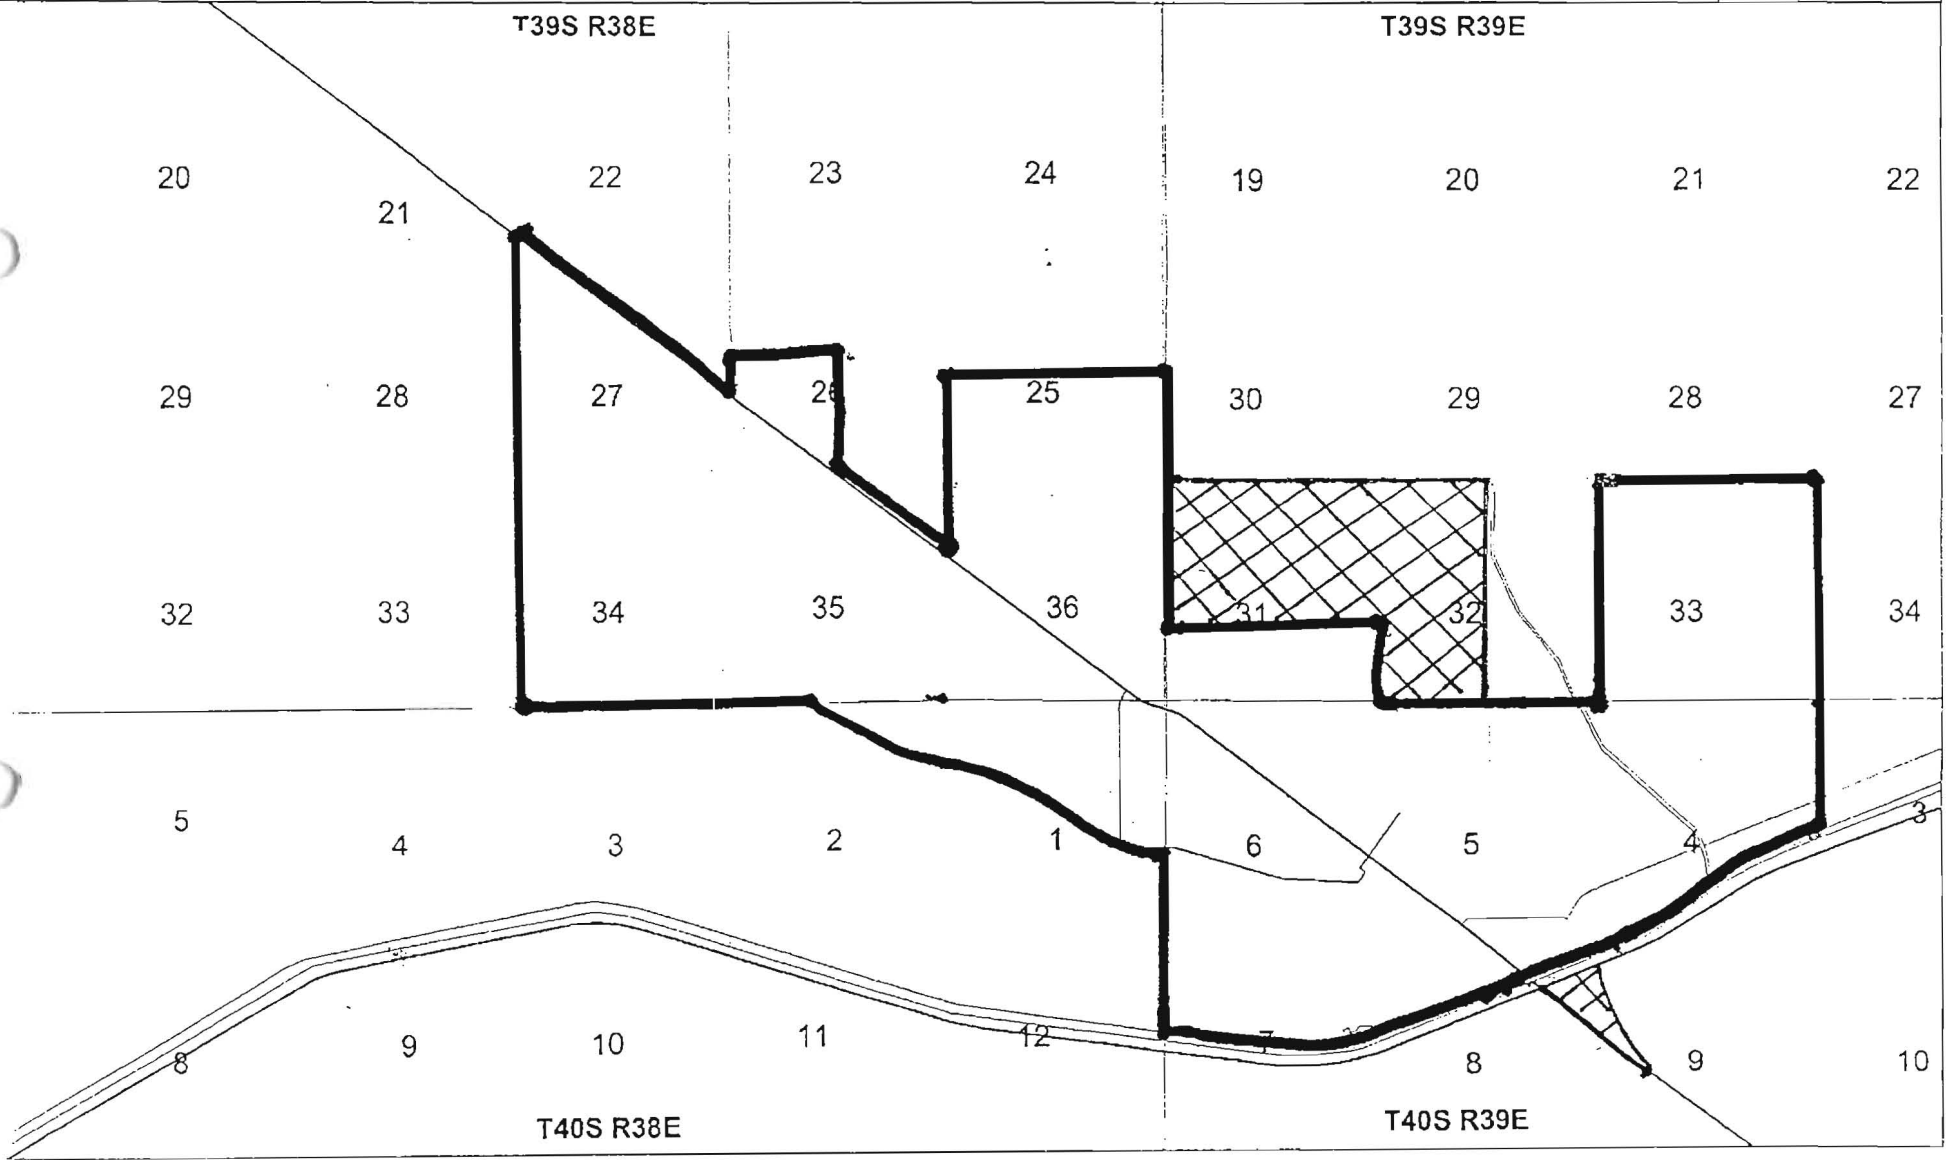 T39S R38E T39S R39E
20 21 22 23 24 19 20 21 22
29 28 27 26 25 30 29 28 27
32 33 34 35 36 31 32 33 34
5 4 3 2 1 6 5 4 3
8 9 10 11 12 7 8 9 10
T40S R38E T40S R39E